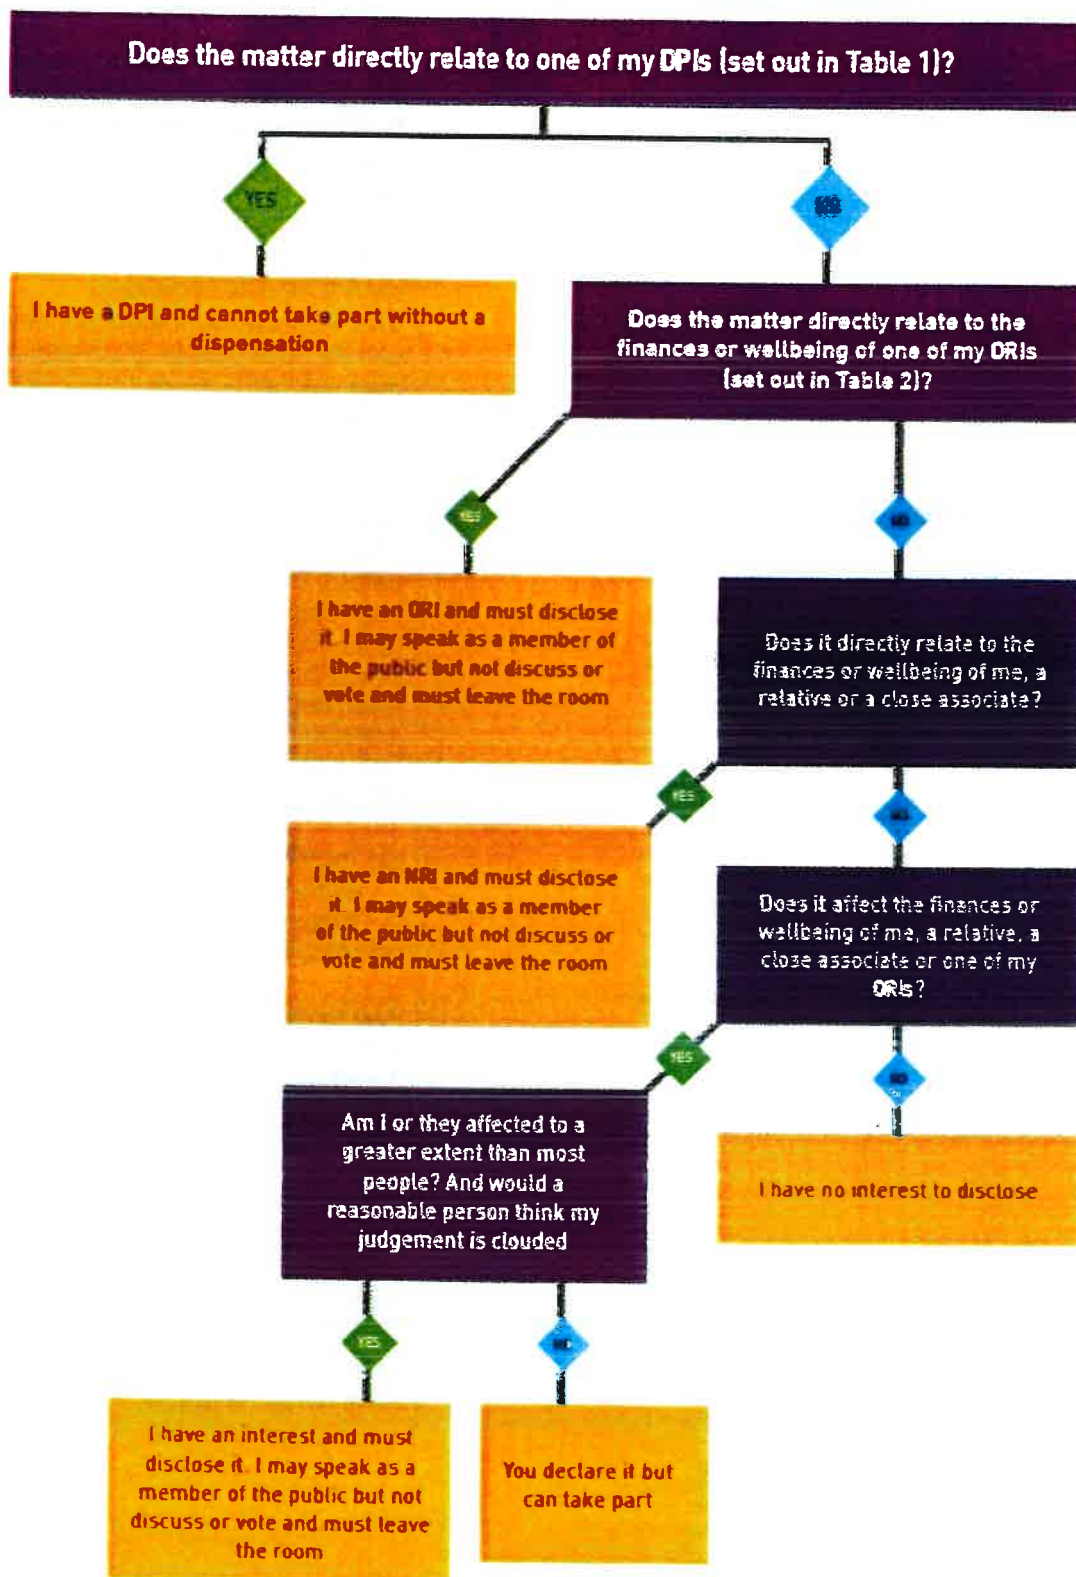 Does the matter directly relate to one of my DPIs (set out in Table 1)?
YES
NO
I have a DPI and cannot take part without a
dispensation
Does the matter directly relate to the
finances or wellbeing of one of my ORIs
(set out in Table 2)?
YES
NO
I have an ORI and must disclose
it. I may speak as a member of
the public but not discuss or
vote and must leave the room
Does it directly relate to the
finances or wellbeing of me, a
relative or a close associate?
YES
NO
I have an NRI and must disclose
it. I may speak as a member
of the public but not discuss or
vote and must leave the room
Does it affect the finances or
wellbeing of me, a relative, a
close associate or one of my
ORIs?
YES
NO
Am I or they affected to a
greater extent than most
people? And would a
reasonable person think my
judgement is clouded
I have no interest to disclose
YES
NO
I have an interest and must
disclose it. I may speak as a
member of the public but not
discuss or vote and must leave
the room
You declare it but
can take part